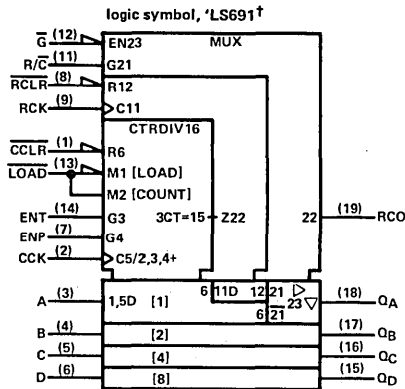 logic symbol, 'LS691†
MUX
G (12) EN23
R/C (11) G21
RCLR (8) R12
RCK (9) C11
CTRDIV16
CCLR (1) R6
LOAD (13) M1 [LOAD]
M2 [COUNT]
ENT (14) G3 3CT=15 Z22 22 (19) RCO
ENP (7) G4
CCK (2) C5/2,3,4+
A (3) 1,5D [1] 6 11D 12 21 (18) QA
6 21 23
B (4) [2] (17) QB
C (5) [4] (16) QC
D (6) [8] (15) QD